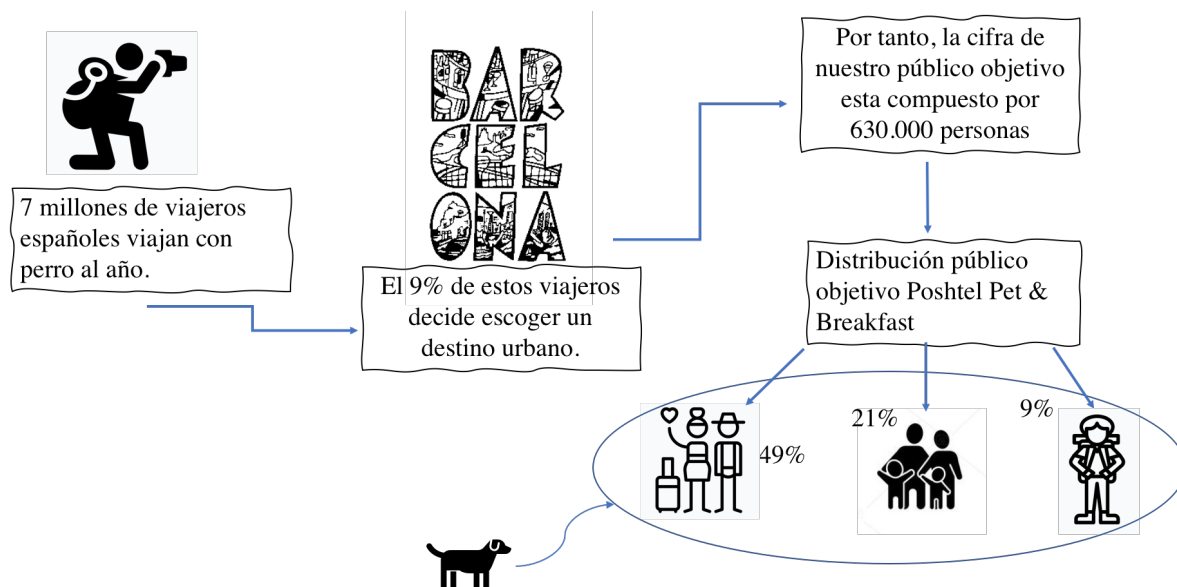 7 millones de viajeros
españoles viajan con
perro al año.
BAR
CEL
ONA
El 9% de estos viajeros
decide escoger un
destino urbano.
Por tanto, la cifra de
nuestro público objetivo
esta compuesto por
630.000 personas
Distribución público
objetivo Poshtel Pet &
Breakfast
49%
21%
9%